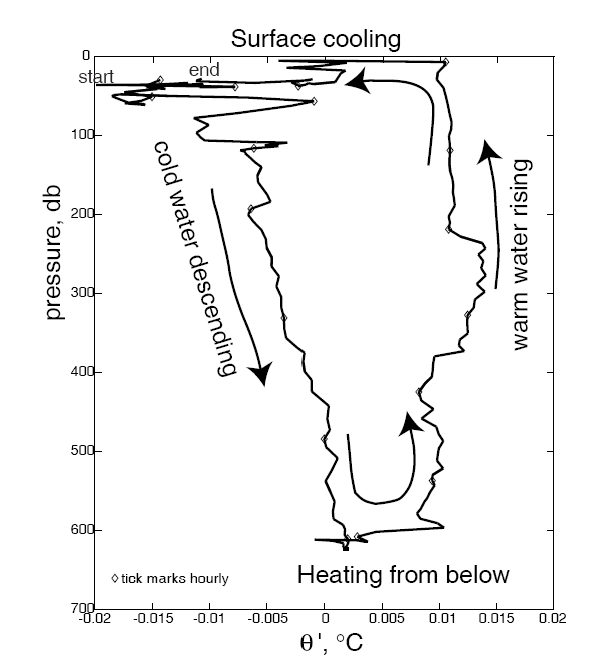 Surface cooling
0
start
end
100
200
300
400
500
600
700
pressure, db
cold water descending
warm water rising
◊ tick marks hourly
Heating from below
-0.02 -0.015 -0.01 -0.005 0 0.005 0.01 0.015 0.02
θ', °C